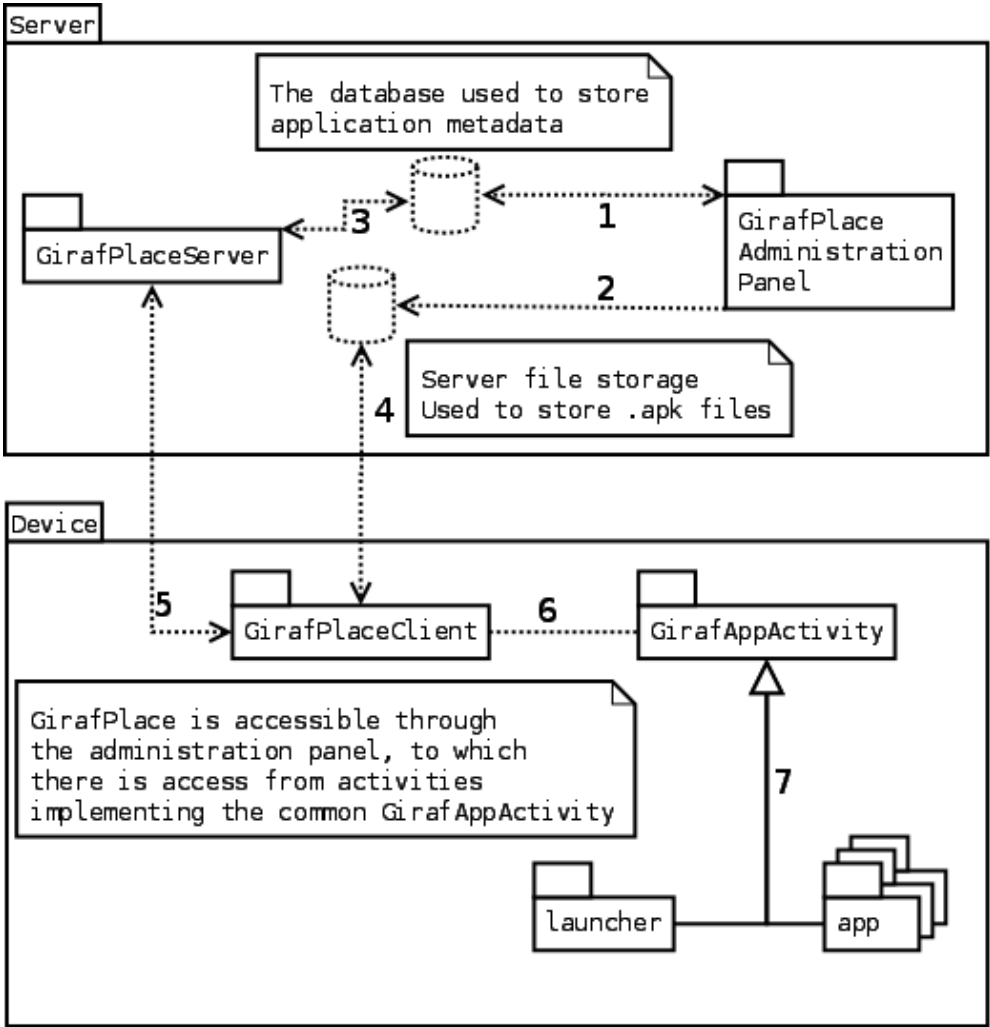 Server
The database used to store
application metadata
1
3
GirafPlaceServer
GirafPlace
Administration
Panel
2
Server file storage
Used to store .apk files
4
Device
5
GirafPlaceClient
6
GirafAppActivity
GirafPlace is accessible through
the administration panel, to which
there is access from activities
implementing the common GirafAppActivity
7
launcher
app